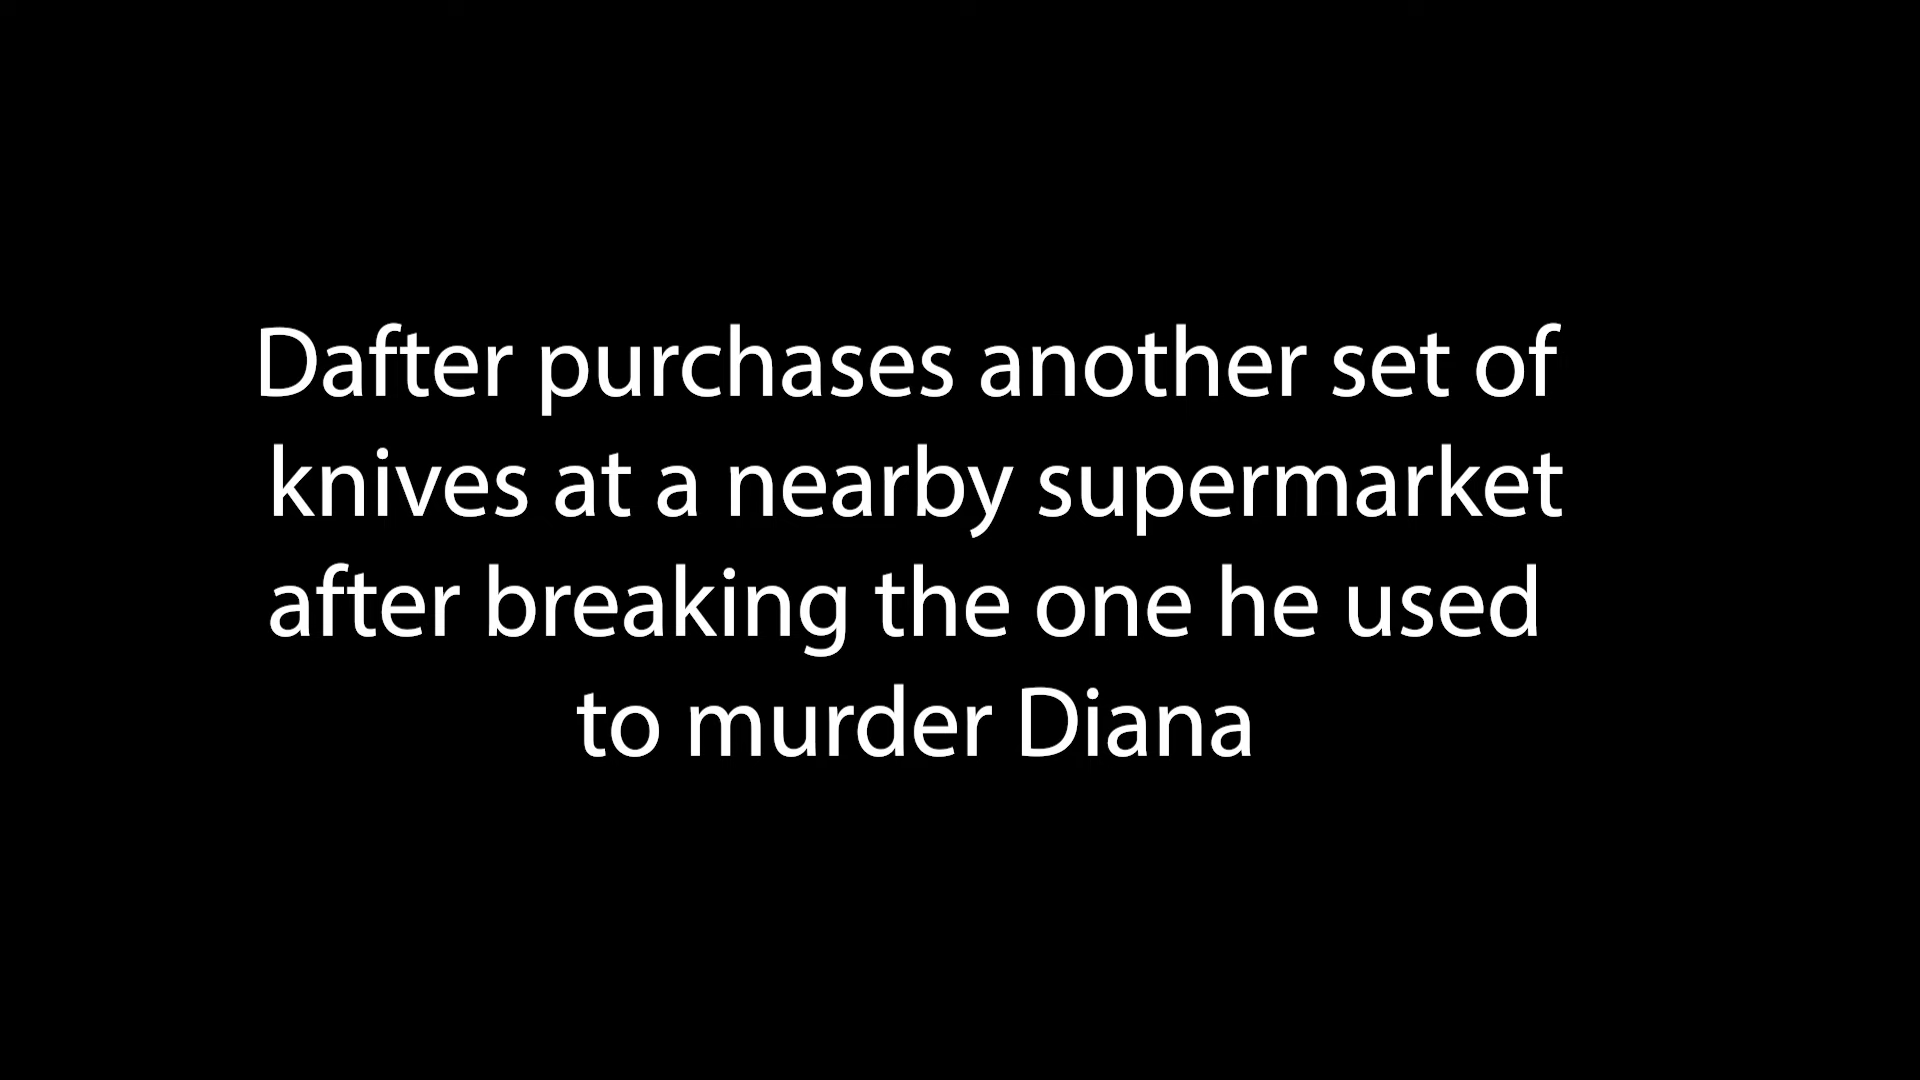 Dafter purchases another set of
knives at a nearby supermarket
after breaking the one he used
to murder Diana